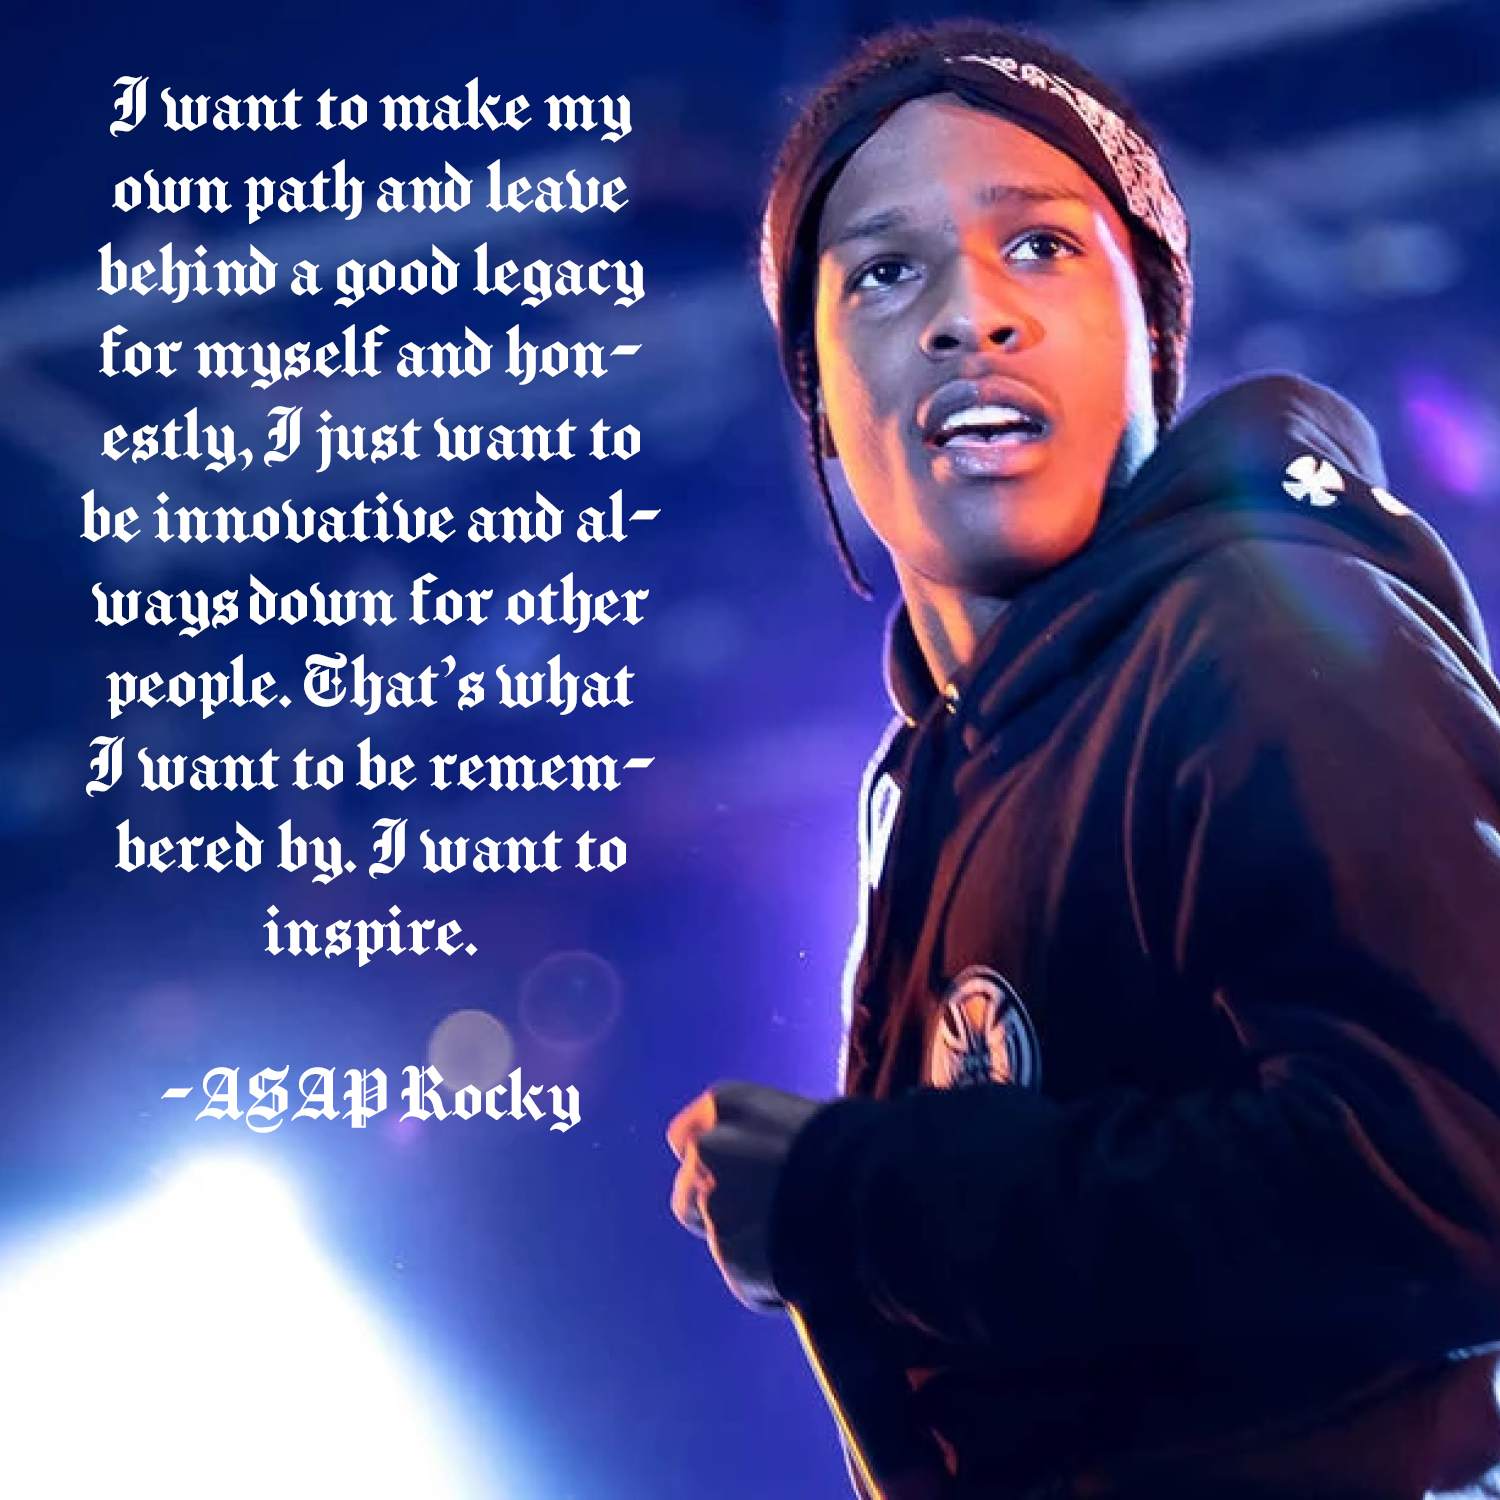 I want to make my
own path and leave
behind a good legacy
for myself and hon-
estly, I just want to
be innovative and al-
ways down for other
people. That's what
I want to be remem-
bered by. I want to
inspire.
-ASAP Rocky